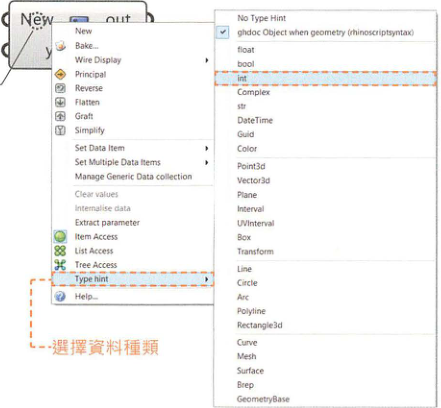 New out
y
New
Bake...
Wire Display
Principal
Reverse
Flatten
Graft
Simplify
Set Data Item
Set Multiple Data Items
Manage Generic Data collection
Clear values
Internalise data
Extract parameter
Item Access
List Access
Tree Access
Type hint
Help...
選擇資料種類
No Type Hint
ghdoc Object when geometry (rhinoscriptsyntax)
float
bool
int
Complex
str
DateTime
Guid
Color
Point3d
Vector3d
Plane
Interval
UVInterval
Box
Transform
Line
Circle
Arc
Polyline
Rectangle3d
Curve
Mesh
Surface
Brep
GeometryBase